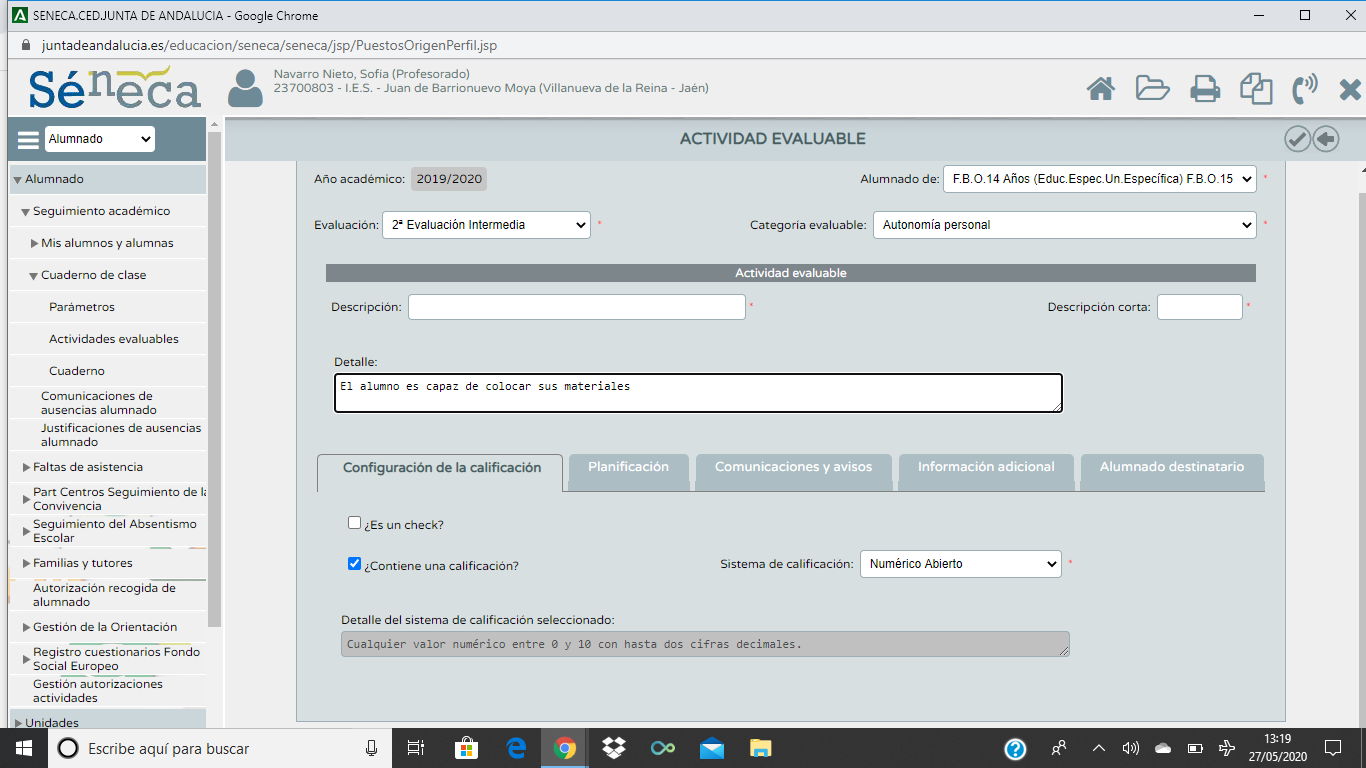 SENECA.CED.JUNTA DE ANDALUCIA - Google Chrome
juntadeandalucia.es/educacion/seneca/seneca/jsp/PuestosOrigenPerfil.jsp
Séneca
Navarro Nieto, Sofia (Profesorado)
23700803 - I.E.S. - Juan de Barrionuevo Moya (Villanueva de la Reina - Jaén)
Alumnado
ACTIVIDAD EVALUABLE
Alumnado
Seguimiento académico
Mis alumnos y alumnas
Cuaderno de clase
Parámetros
Actividades evaluables
Cuaderno
Comunicaciones de
ausencias alumnado
Justificaciones de ausencias
alumnado
Faltas de asistencia
Part Centros Seguimiento de la
Convivencia
Seguimiento del Absentismo
Escolar
Familias y tutores
Autorización recogida de
alumnado
Gestión de la Orientación
Registro cuestionarios Fondo
Social Europeo
Gestión autorizaciones
actividades
Unidades
Año académico: 2019/2020 Alumnado de: F.B.O.14 Años (Educ.Espec.Un.Específica) F.B.O.15 *
Evaluación: 2ª Evaluación Intermedia * Categoría evaluable: Autonomía personal *
Actividad evaluable
Descripción: * Descripción corta: *
Detalle:
El alumno es capaz de colocar sus materiales
Configuración de la calificación Planificación Comunicaciones y avisos Información adicional Alumnado destinatario
¿Es un check?
¿Contiene una calificación? Sistema de calificación: Numérico Abierto *
Detalle del sistema de calificación seleccionado:
Cualquier valor numérico entre 0 y 10 con hasta dos cifras decimales.
Escribe aquí para buscar
13:19
27/05/2020